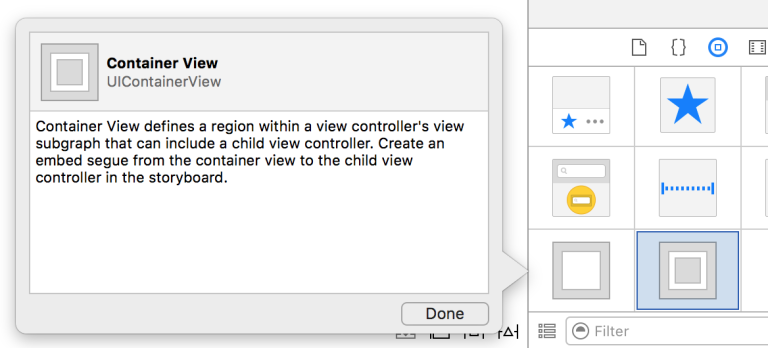 Container View
UIContainerView
Container View defines a region within a view controller's view
subgraph that can include a child view controller. Create an
embed segue from the container view to the child view
controller in the storyboard.
Done
{}
Filter